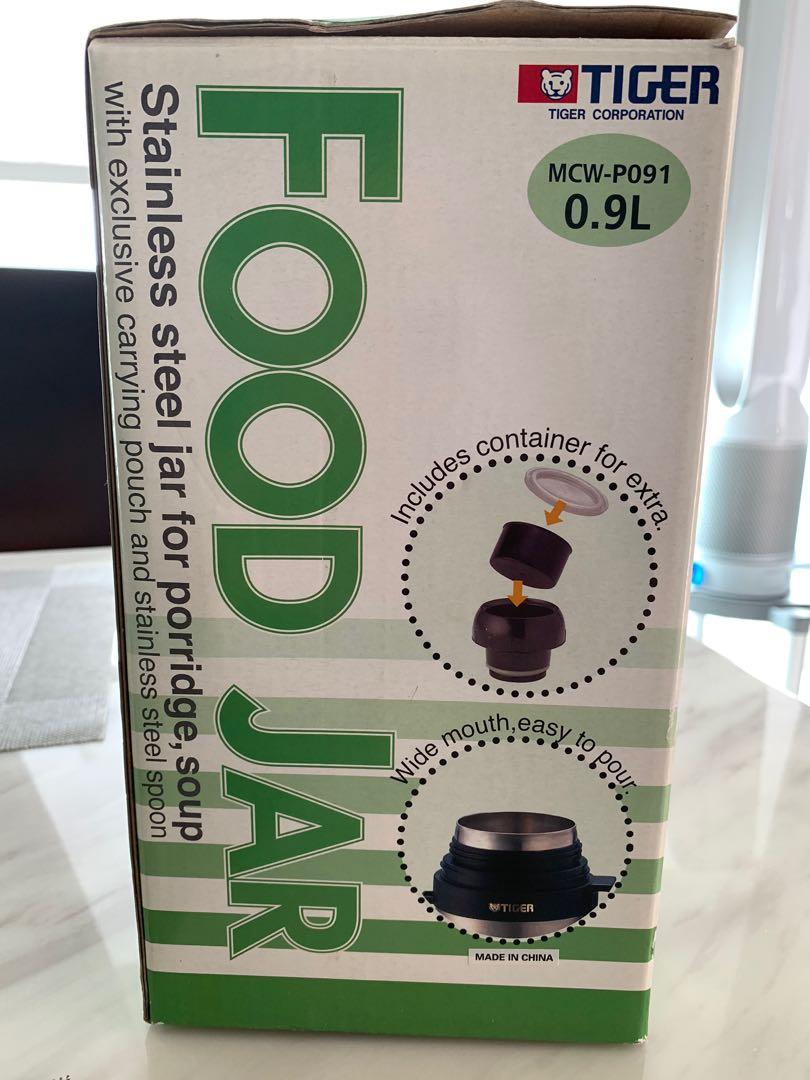 TIGER
TIGER CORPORATION
MCW-P091
0.9L
FOOD JAR
Stainless steel jar for porridge,soup
with exclusive carrying pouch and stainless steel spoon
Includes container for extra.
Wide mouth,easy to pour.
TIGER
MADE IN CHINA